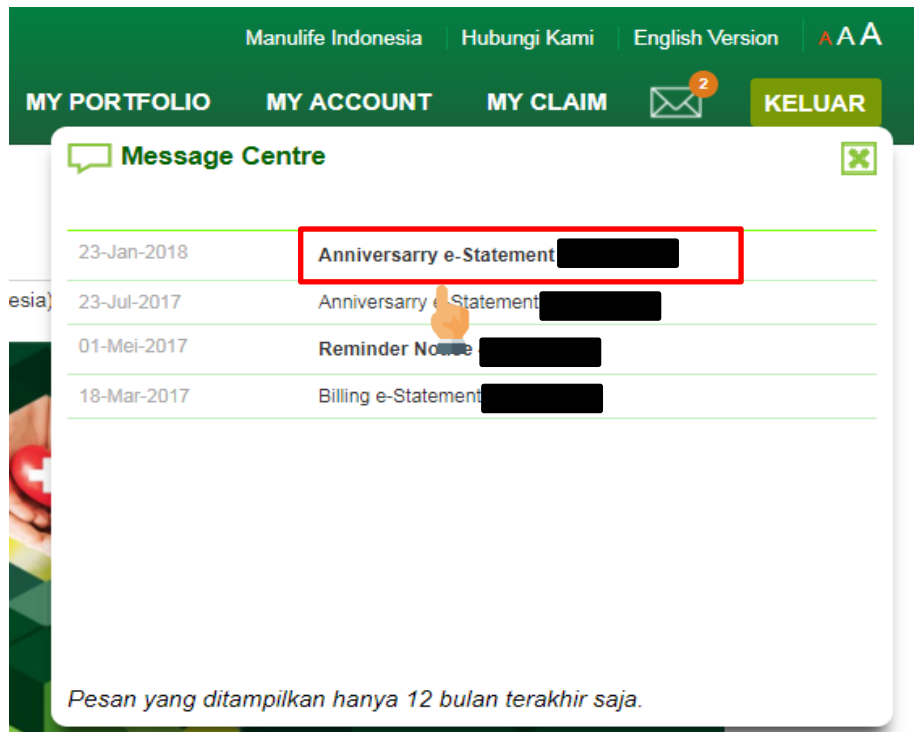 Manulife Indonesia Hubungi Kami English Version A A A
MY PORTFOLIO MY ACCOUNT MY CLAIM 2 KELUAR
Message Centre
23-Jan-2018 Anniversarry e-Statement
esia) 23-Jul-2017 Anniversarry e-Statement
01-Mei-2017 Reminder Notice -
18-Mar-2017 Billing e-Statement
Pesan yang ditampilkan hanya 12 bulan terakhir saja.